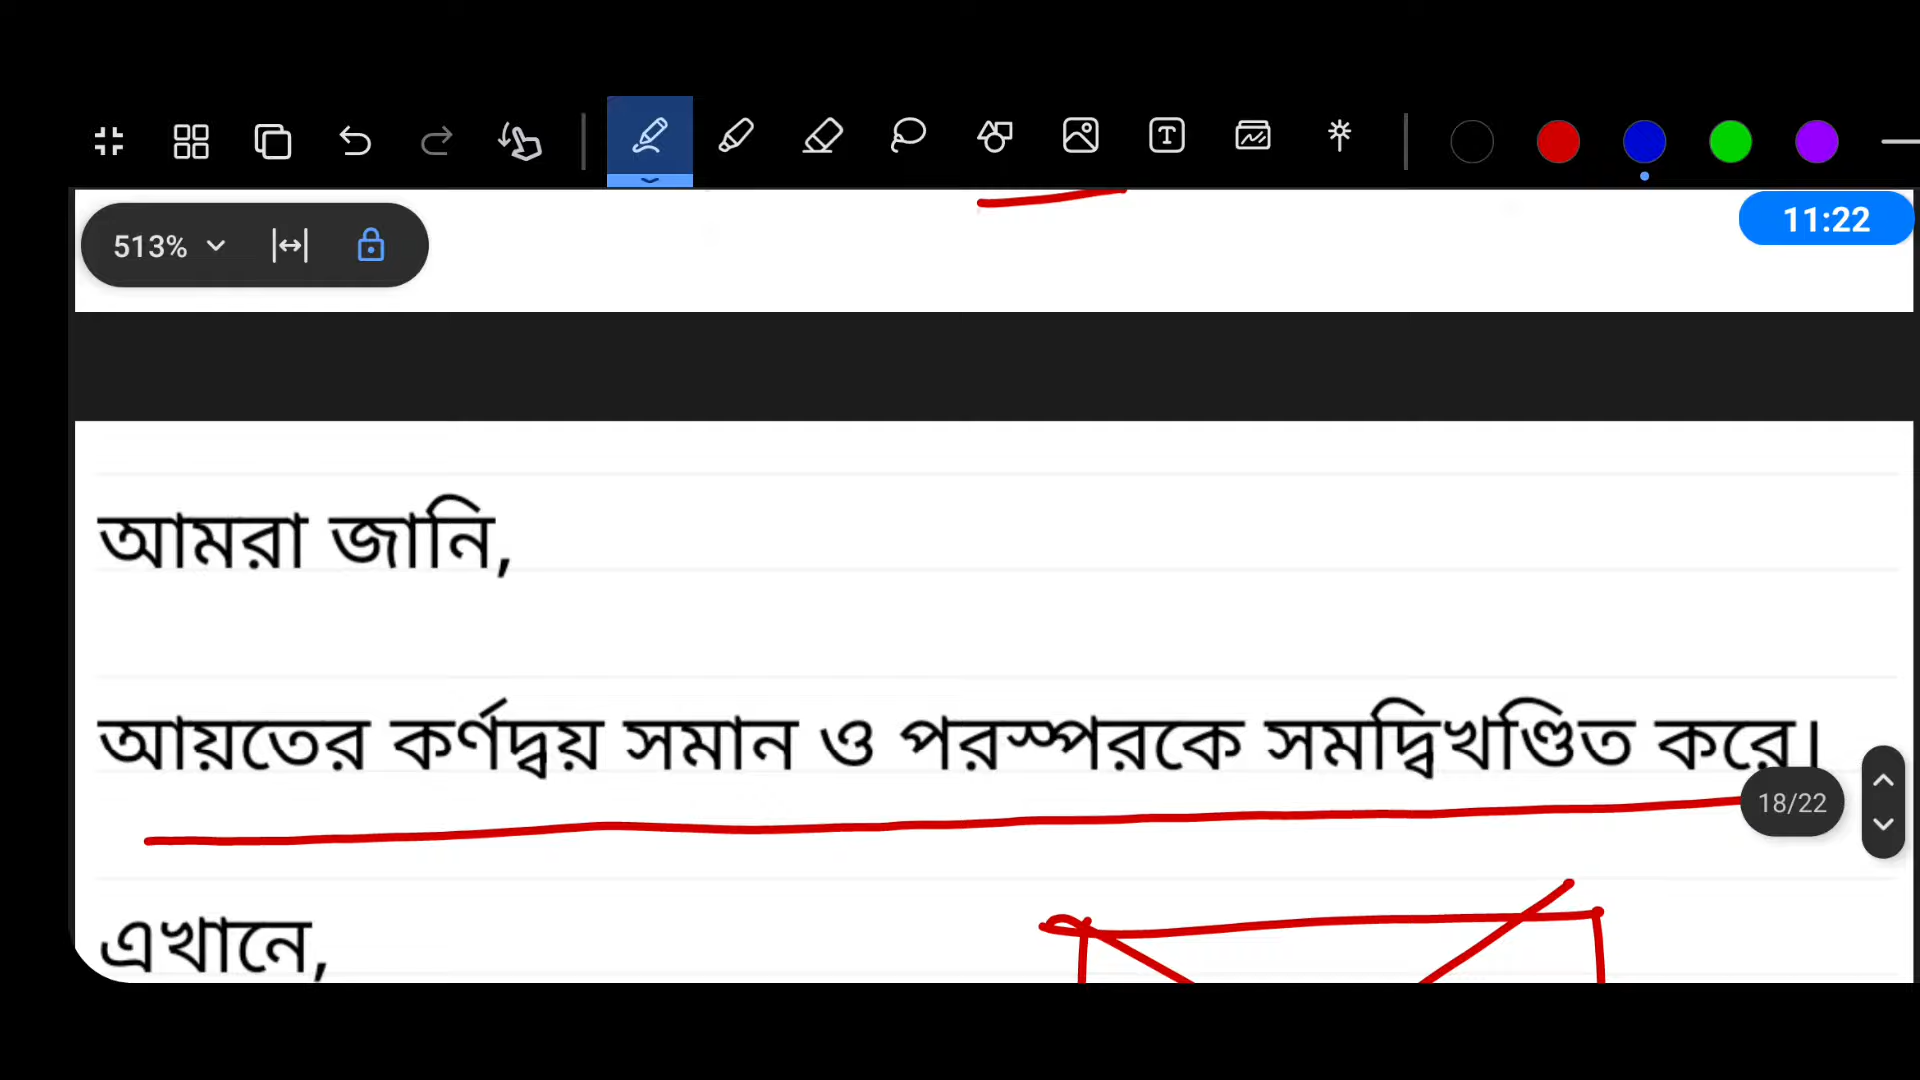 513%
11:22
আমরা জানি,
আয়তের কর্ণদ্বয় সমান ও পরস্পরকে সমদ্বিখণ্ডিত করে।
18/22
এখানে,